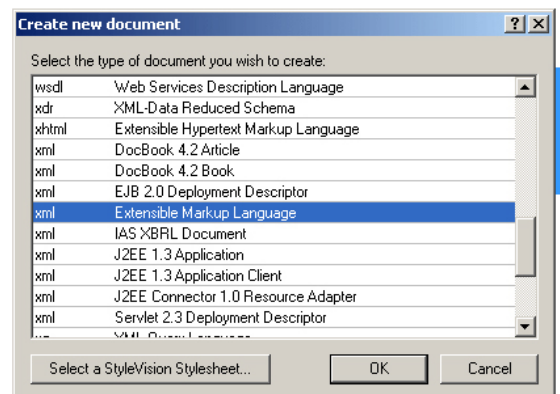 Create new document
Select the type of document you wish to create:
wsdl Web Services Description Language
xdr XML-Data Reduced Schema
xhtml Extensible Hypertext Markup Language
xml DocBook 4.2 Article
xml DocBook 4.2 Book
xml EJB 2.0 Deployment Descriptor
xml Extensible Markup Language
xml IAS XBRL Document
xml J2EE 1.3 Application
xml J2EE 1.3 Application Client
xml J2EE Connector 1.0 Resource Adapter
xml Servlet 2.3 Deployment Descriptor
XML Query Language
Select a StyleVision Stylesheet... OK Cancel